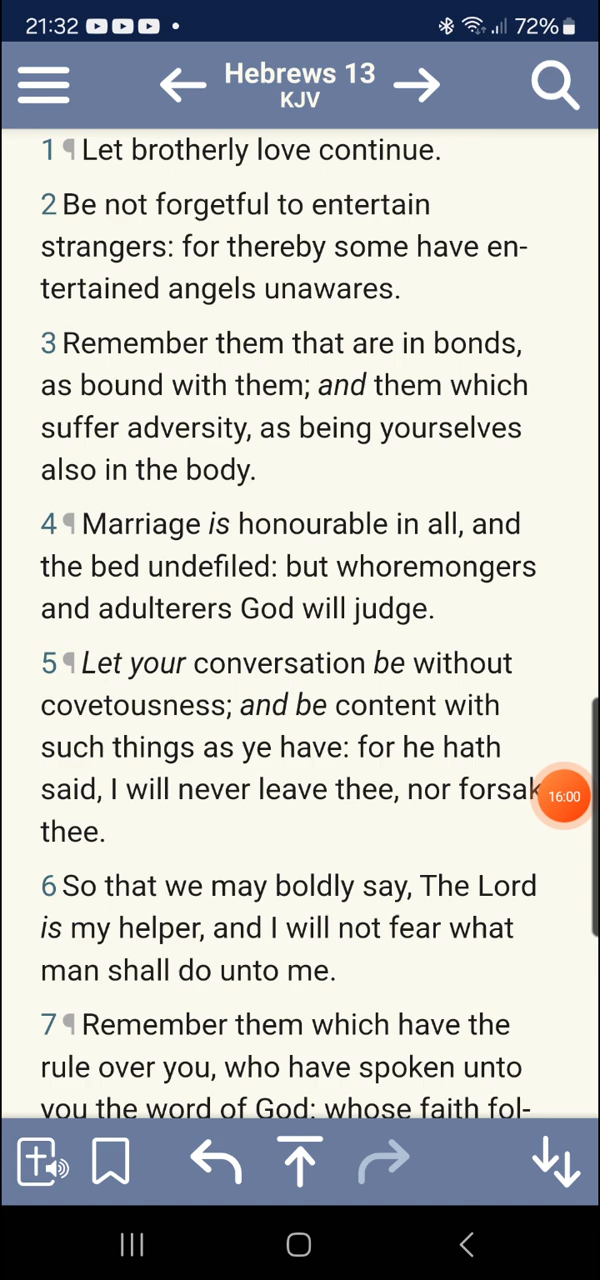 21:32 72%
Hebrews 13
KJV
1 ¶ Let brotherly love continue.
2 Be not forgetful to entertain
strangers: for thereby some have en-
tertained angels unawares.
3 Remember them that are in bonds,
as bound with them; and them which
suffer adversity, as being yourselves
also in the body.
4 ¶ Marriage is honourable in all, and
the bed undefiled: but whoremongers
and adulterers God will judge.
5 ¶ Let your conversation be without
covetousness; and be content with
such things as ye have: for he hath
said, I will never leave thee, nor forsak
16:00
thee.
6 So that we may boldly say, The Lord
is my helper, and I will not fear what
man shall do unto me.
7 ¶ Remember them which have the
rule over you, who have spoken unto
you the word of God: whose faith fol-